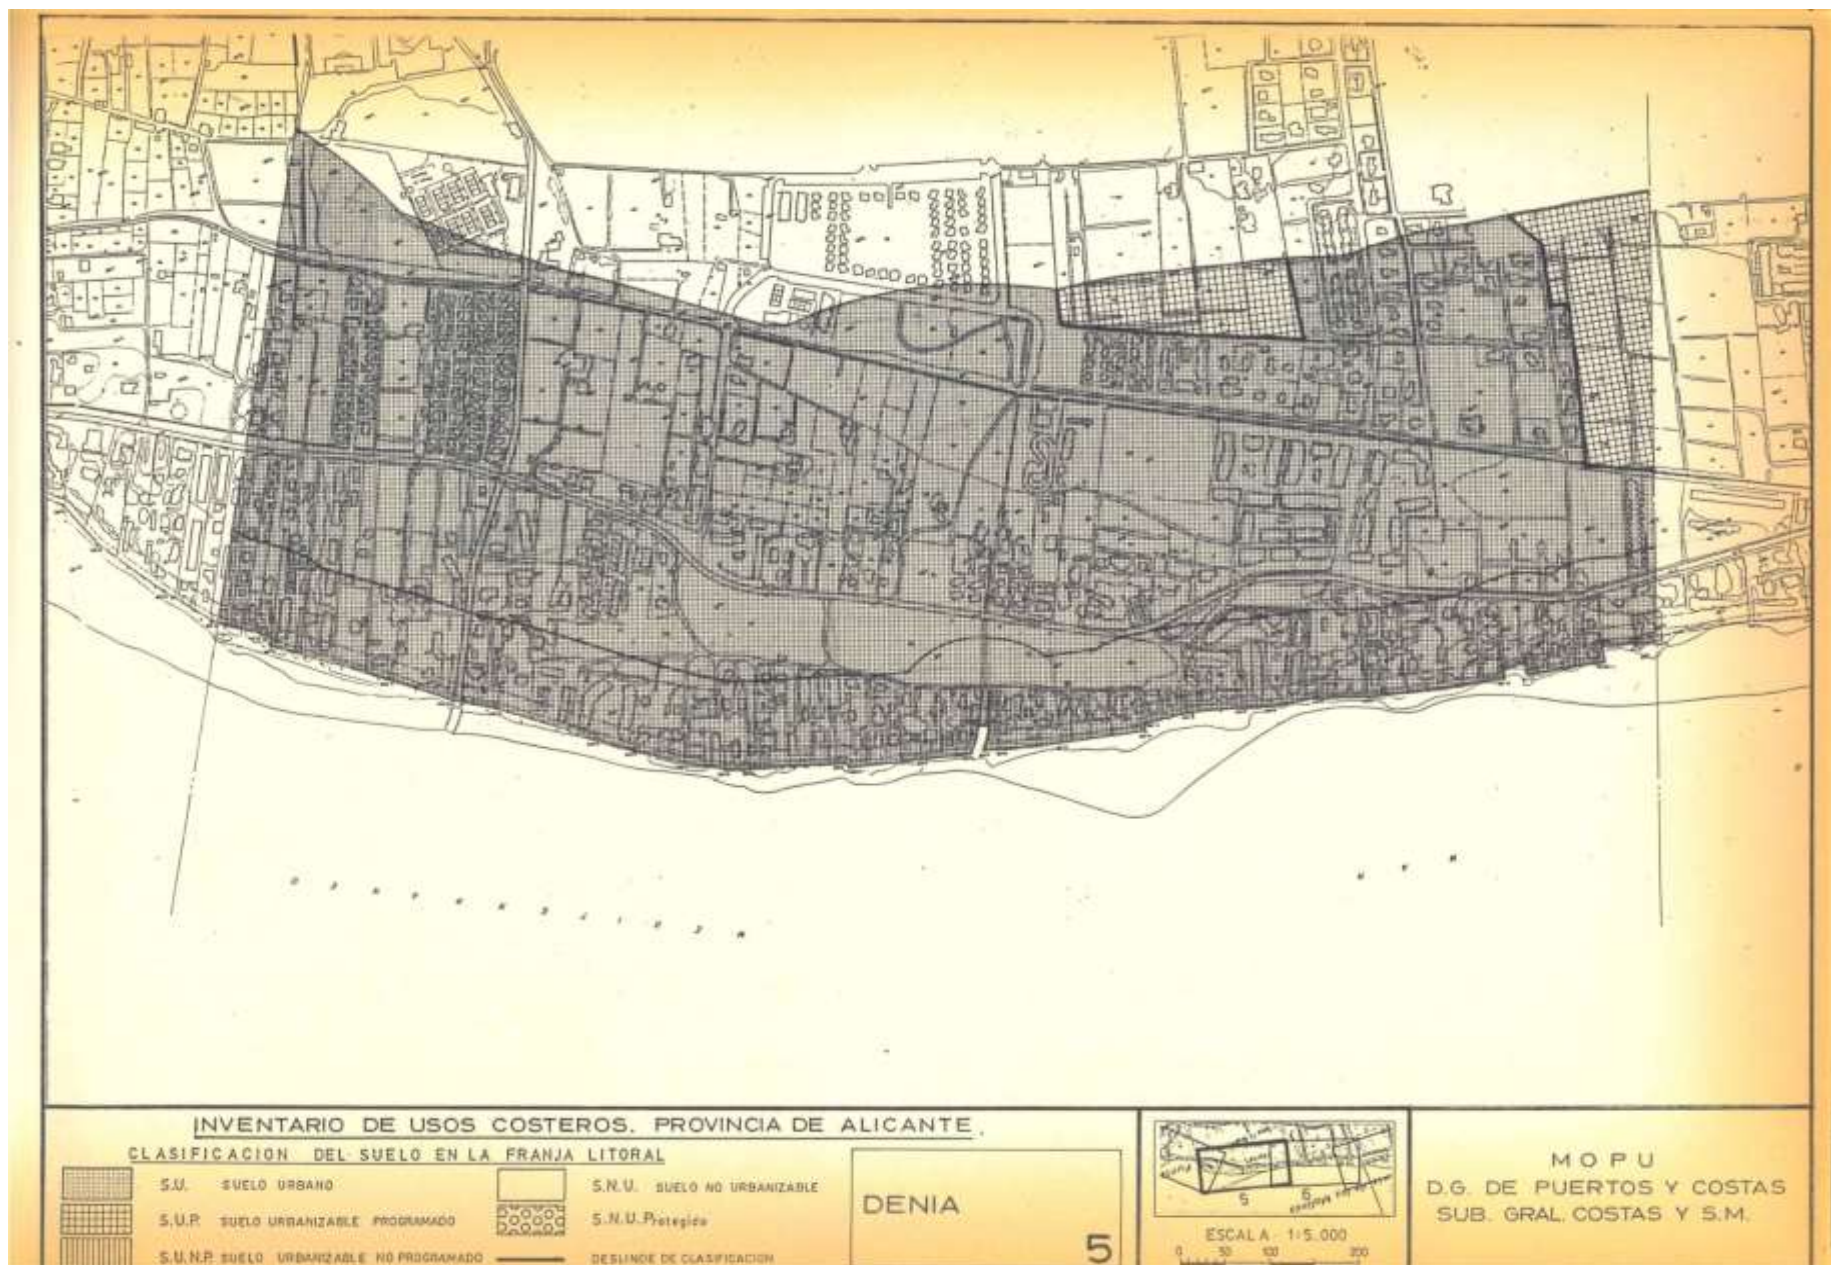 O E N A R R E T I D E M
R A M
INVENTARIO DE USOS COSTEROS. PROVINCIA DE ALICANTE.
CLASIFICACION DEL SUELO EN LA FRANJA LITORAL
S.U. SUELO URBANO
S.U.P. SUELO URBANIZABLE PROGRAMADO
S.U.N.P. SUELO URBANIZABLE NO PROGRAMADO
S.N.U. SUELO NO URBANIZABLE
S.N.U.Protegido
DESLINDE DE CLASIFICACION
DENIA
5
5 6
ESCALA 1:5.000
0 50 100 200
MOPU
D.G. DE PUERTOS Y COSTAS
SUB. GRAL. COSTAS Y S.M.